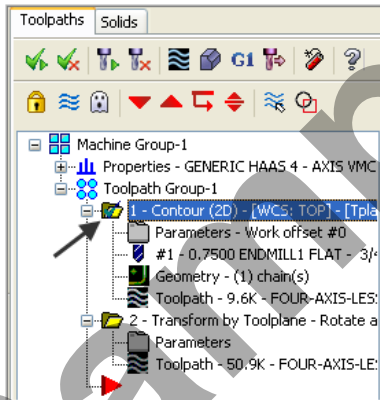 Toolpaths Solids
G1
Machine Group-1
Properties - GENERIC HAAS 4 - AXIS VMC
Toolpath Group-1
1 - Contour (2D) - [WCS: TOP] - [Tpla
Parameters - Work offset #0
#1 - 0.7500 ENDMILL1 FLAT - 3/4
Geometry - (1) chain(s)
Toolpath - 9.6K - FOUR-AXIS-LES
2 - Transform by Toolplane - Rotate a
Parameters
Toolpath - 50.9K - FOUR-AXIS-LE